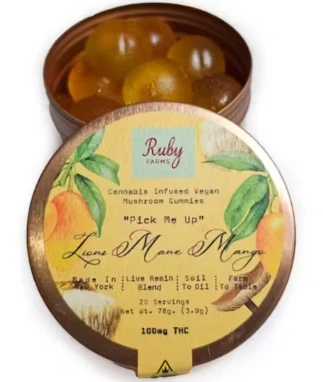 Ruby
FARMS
Cannabis Infused Vegan
Mushroom Gummies
"Pick Me Up"
Lions Mane Mango
Made In Live Resin Soil Farm
New York Blend To Oil To Table
20 Servings
Net Wt. 78g. (3.9g)
100mg THC